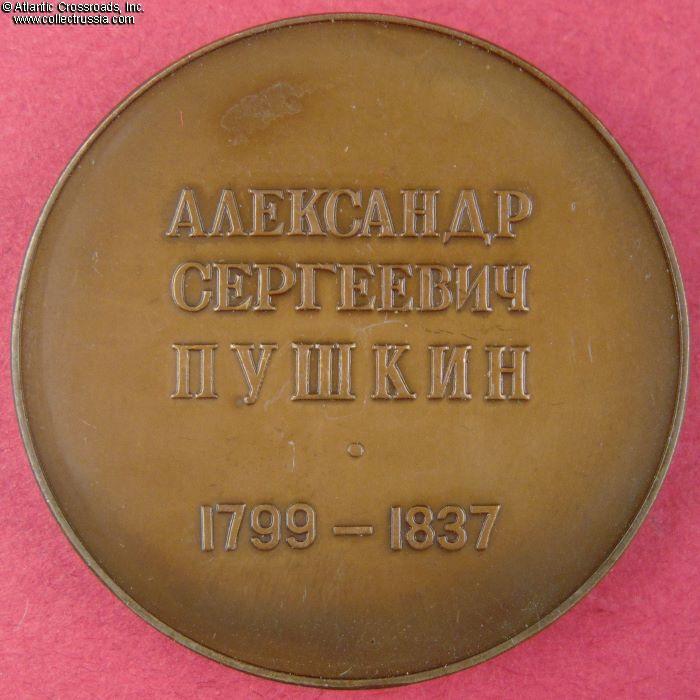 © Atlantic Crossroads, Inc.
www.collectrussia.com
АЛЕКСАНДР
СЕРГЕЕВИЧ
ПУШКИН
1799 – 1837